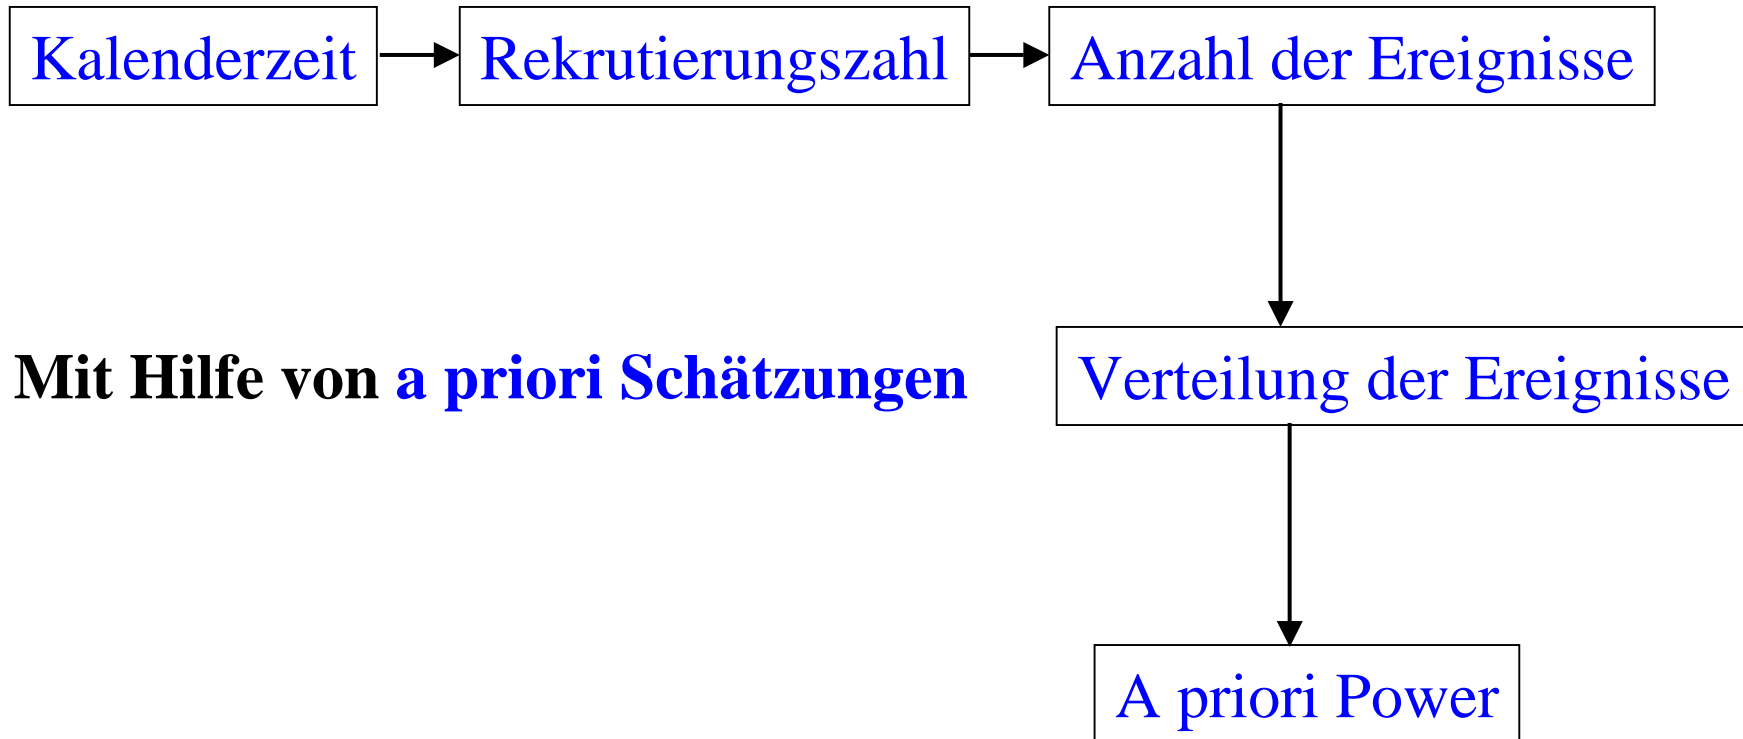 Kalenderzeit
Rekrutierungszahl
Anzahl der Ereignisse
Mit Hilfe von a priori Schätzungen
Verteilung der Ereignisse
A priori Power